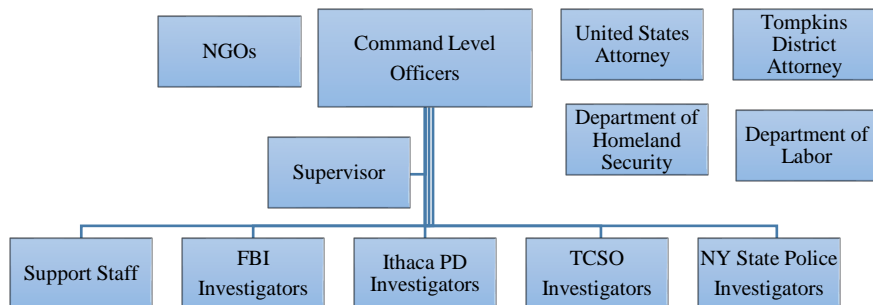 NGOs
Command Level
Officers
United States
Attorney
Tompkins
District
Attorney
Department of
Homeland
Security
Department of
Labor
Supervisor
Support Staff
FBI
Investigators
Ithaca PD
Investigators
TCSO
Investigators
NY State Police
Investigators